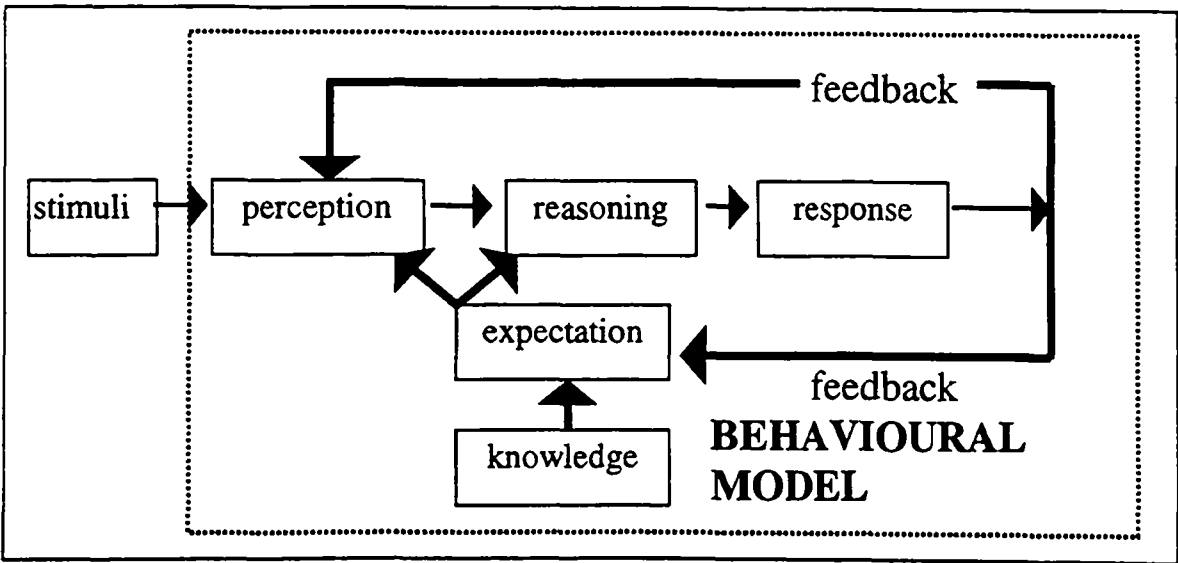 feedback
stimuli
perception
reasoning
response
expectation
feedback
knowledge
BEHAVIOURAL
MODEL